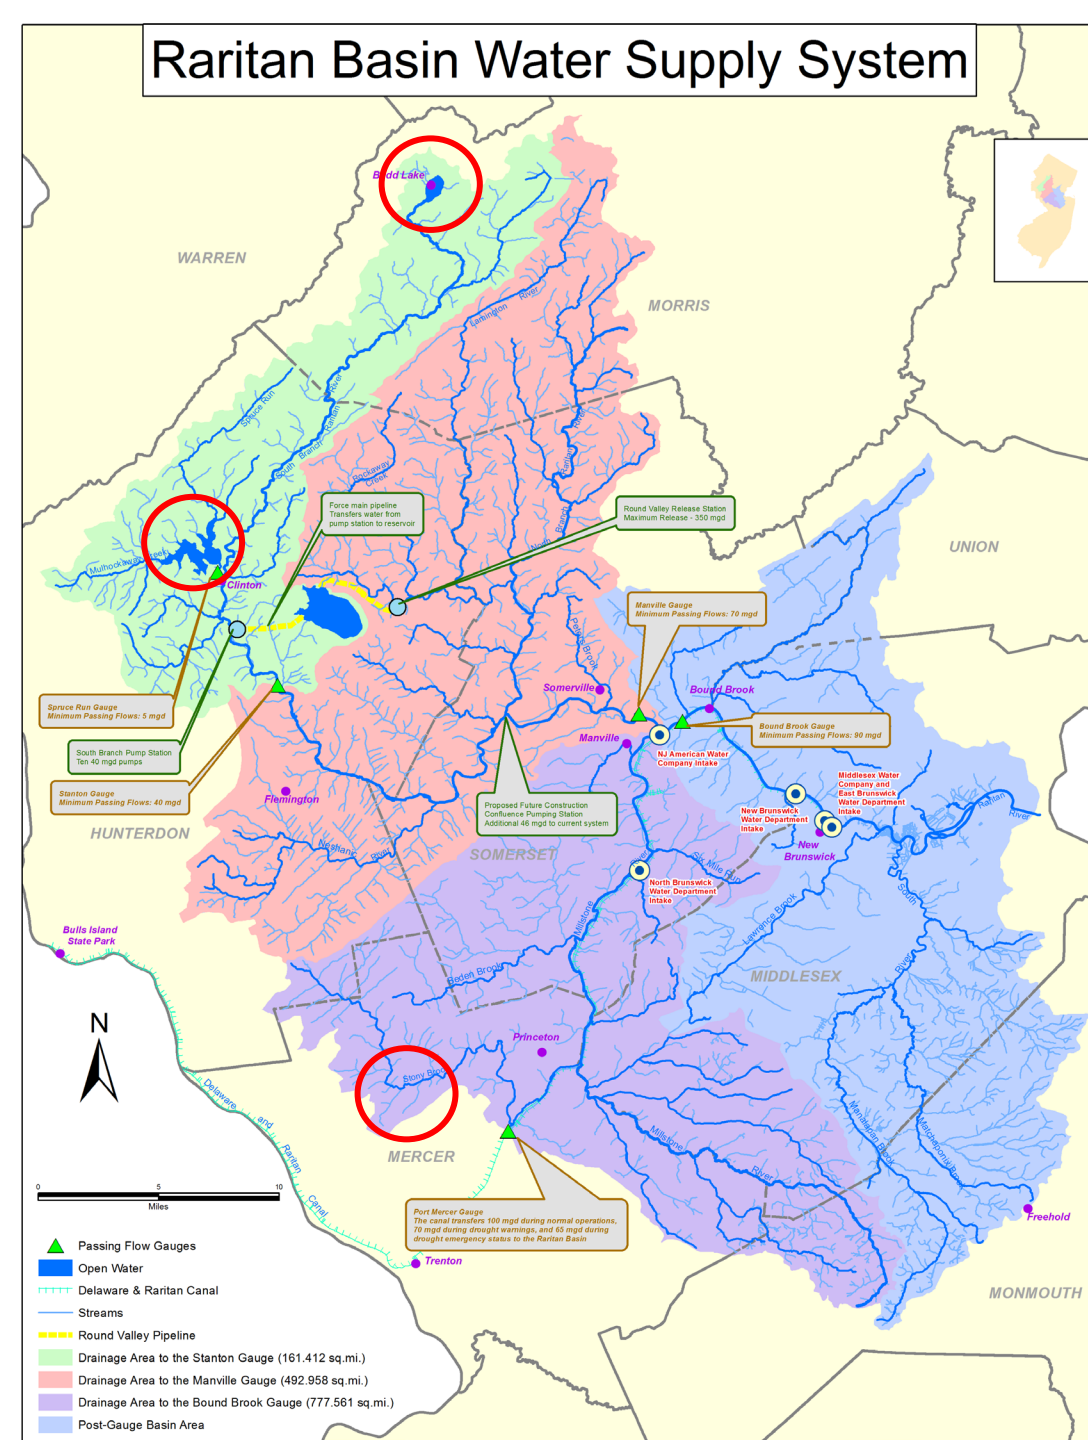 Raritan Basin Water Supply System
Budd Lake
WARREN
MORRIS
Lamington River
Spruce Run
South Branch Raritan River
Rockaway
Creek
North Branch Raritan River
Force main pipeline
Transfers water from
pump station to reservoir
Round Valley Release Station
Maximum Release - 350 mgd
UNION
Mulhockaway Creek
Clinton
Manville Gauge
Minimum Passing Flows: 70 mgd
Peters Brook
Somerville
Bound Brook
Spruce Run Gauge
Minimum Passing Flows: 5 mgd
Bound Brook Gauge
Minimum Passing Flows: 90 mgd
Manville
South Branch Pump Station
Ten 40 mgd pumps
NJ American Water
Company Intake
Stanton Gauge
Minimum Passing Flows: 40 mgd
Flemington
Middlesex Water
Company and
East Brunswick
Water Department
Intake
New Brunswick
Water Department
Intake
Raritan
River
Proposed Future Construction
Confluence Pumping Station
Additional 46 mgd to current system
HUNTERDON
Neshanic River
SOMERSET
New
Brunswick
Six Mile Run
North Brunswick
Water Department
Intake
Millstone River
Lawrence Brook
South River
Bulls Island
State Park
Beden Brook
MIDDLESEX
N
Princeton
Stony Brook
Delaware and Raritan Canal
Manalapan Brook
Matchaponix Brook
Millstone River
MERCER
0
5
10
Miles
Port Mercer Gauge
The canal transfers 100 mgd during normal operations,
70 mgd during drought warnings, and 65 mgd during
drought emergency status to the Raritan Basin
Freehold
Trenton
MONMOUTH
Passing Flow Gauges
Open Water
Delaware & Raritan Canal
Streams
Round Valley Pipeline
Drainage Area to the Stanton Gauge (161.412 sq.mi.)
Drainage Area to the Manville Gauge (492.958 sq.mi.)
Drainage Area to the Bound Brook Gauge (777.561 sq.mi.)
Post-Gauge Basin Area